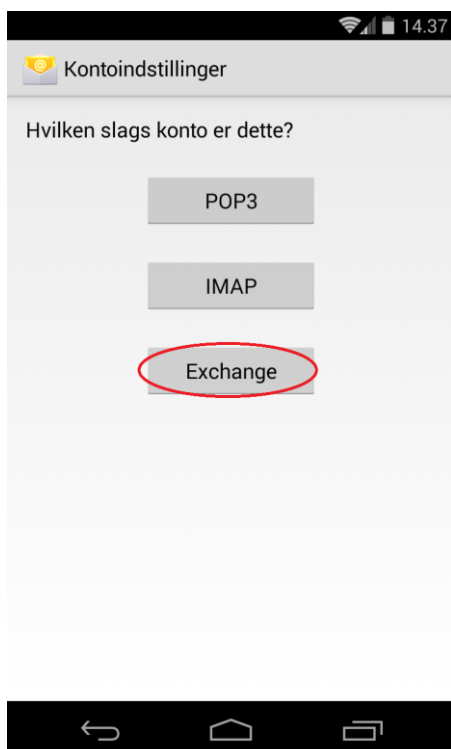 14.37
Kontoindstillinger
Hvilken slags konto er dette?
POP3
IMAP
Exchange